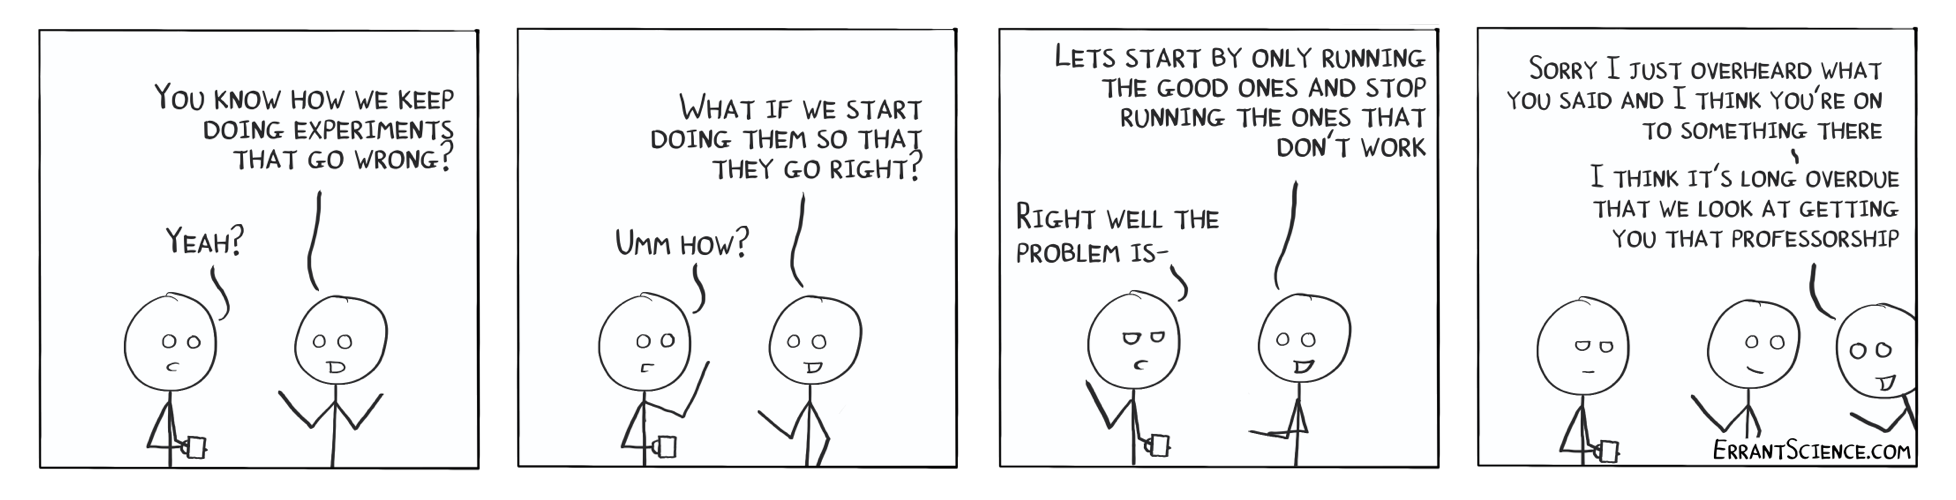 You know how we keep
doing experiments
that go wrong?
Yeah?
What if we start
doing them so that
they go right?
Umm how?
Lets start by only running
the good ones and stop
running the ones that
don't work
Right well the
problem is-
Sorry I just overheard what
you said and I think you're on
to something there
I think it's long overdue
that we look at getting
you that professorship
ErrantScience.com